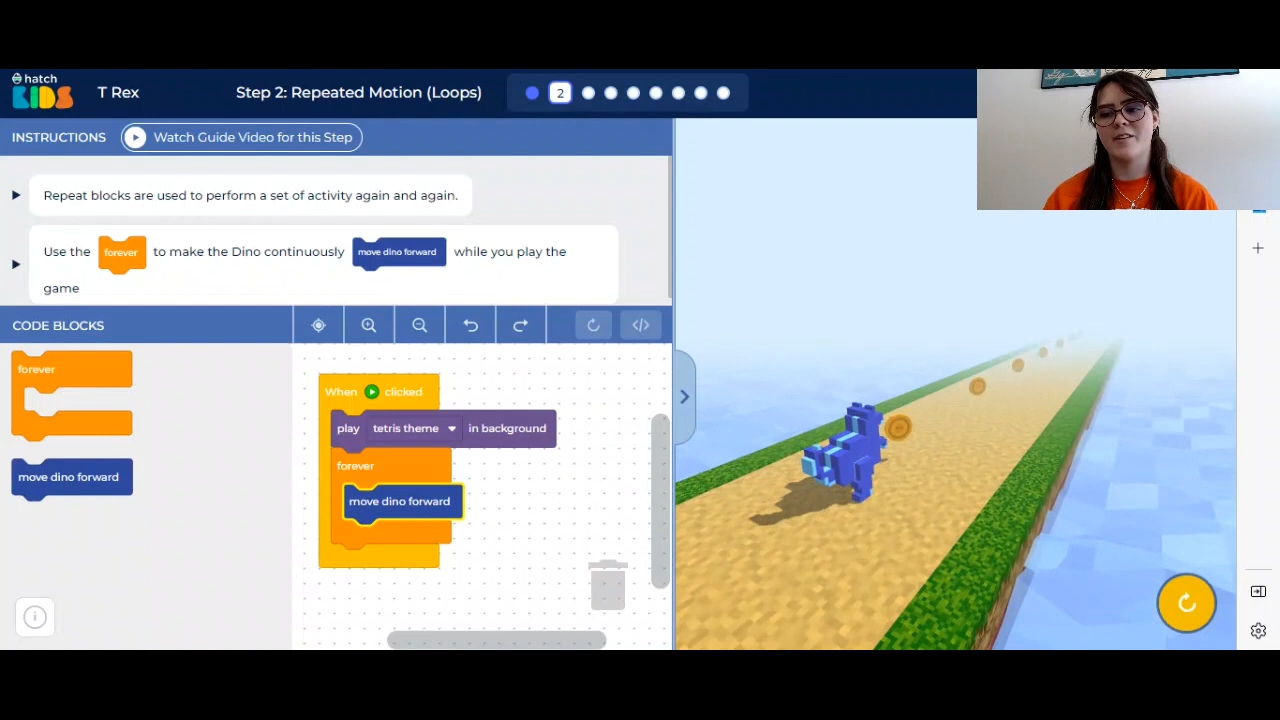 hatch
KIDS
T Rex
Step 2: Repeated Motion (Loops)
2
INSTRUCTIONS
Watch Guide Video for this Step
Repeat blocks are used to perform a set of activity again and again.
Use the forever to make the Dino continuously move dino forward while you play the
game
CODE BLOCKS
forever
move dino forward
When clicked
play tetris theme in background
forever
move dino forward